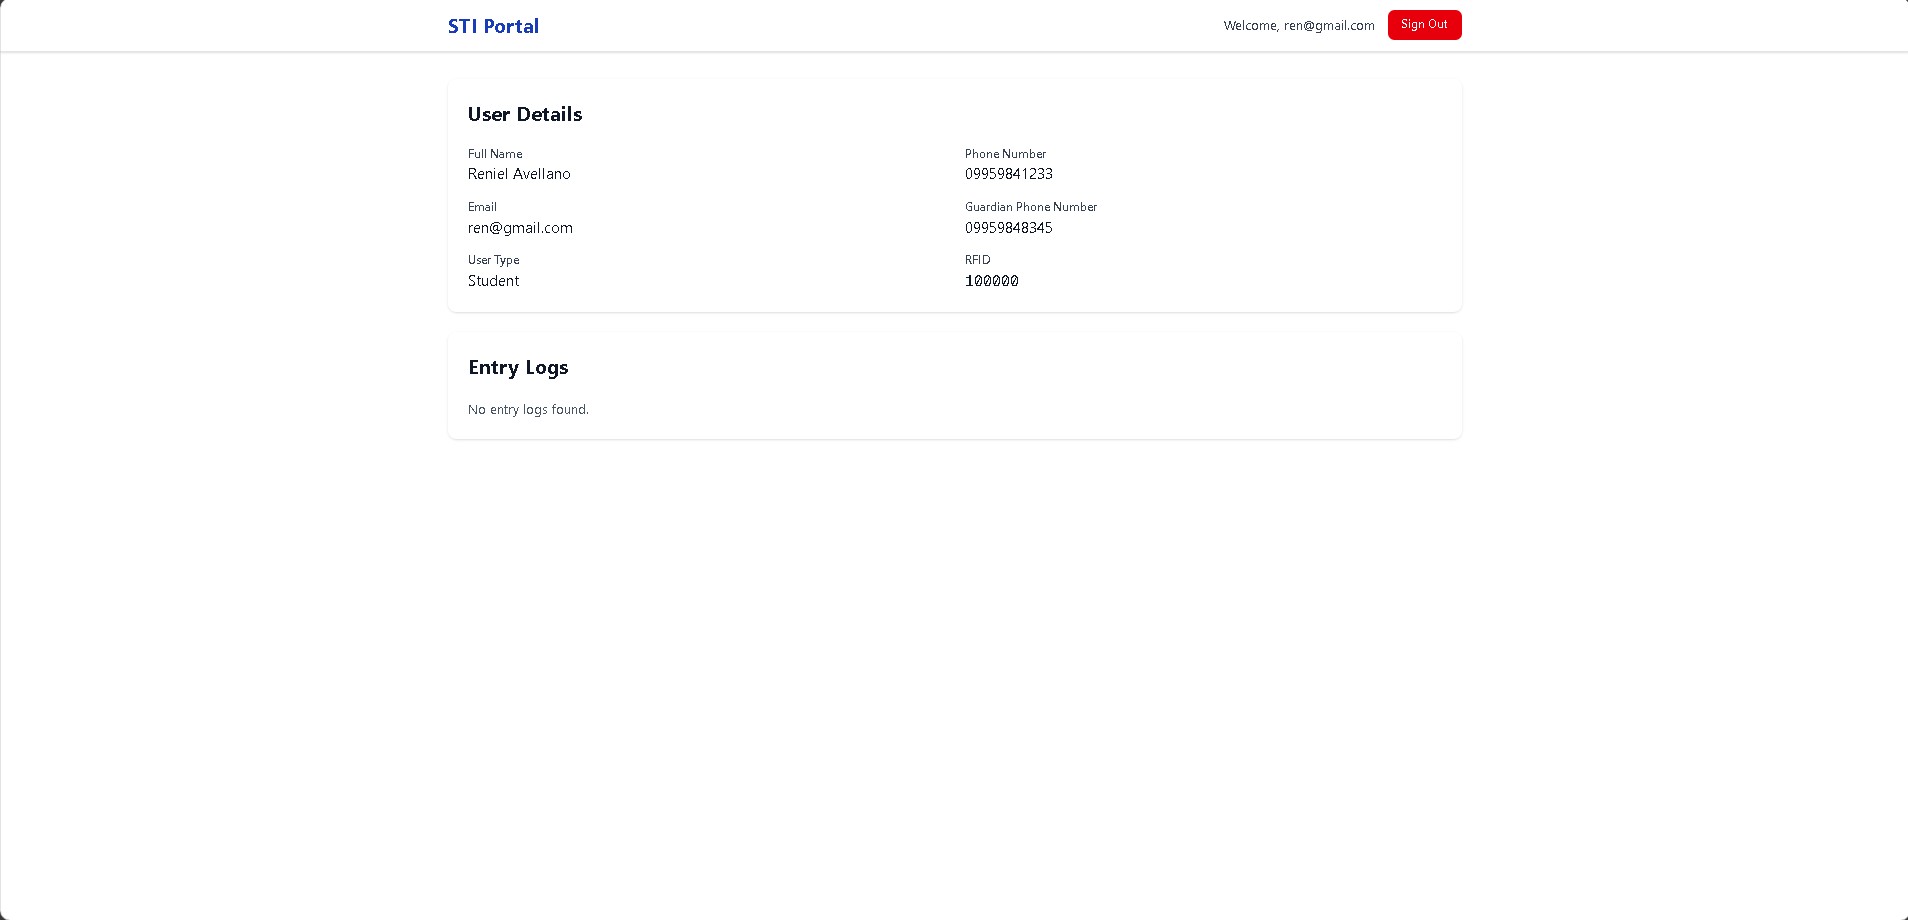 STI Portal
Welcome, ren@gmail.com
Sign Out
User Details
Full Name
Reniel Avellano
Phone Number
09959841233
Email
ren@gmail.com
Guardian Phone Number
09959848345
User Type
Student
RFID
100000
Entry Logs
No entry logs found.